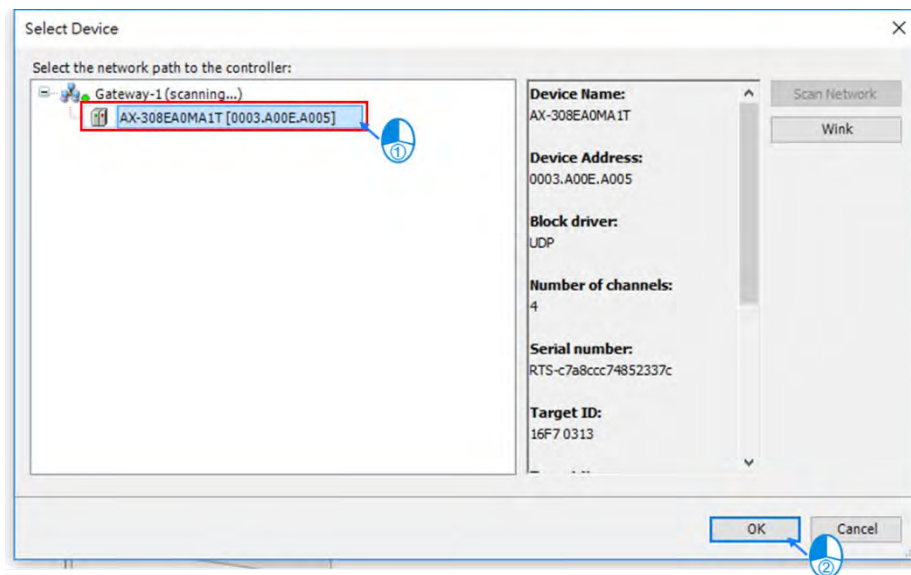 Select Device
Select the network path to the controller:
Gateway-1 (scanning...)
AX-308EA0MA1T [0003.A00E.A005]
①
Device Name:
AX-308EA0MA1T
Device Address:
0003.A00E.A005
Block driver:
UDP
Number of channels:
4
Serial number:
RTS-c7a8ccc74852337c
Target ID:
16F7 0313
Scan Network
Wink
OK
Cancel
②